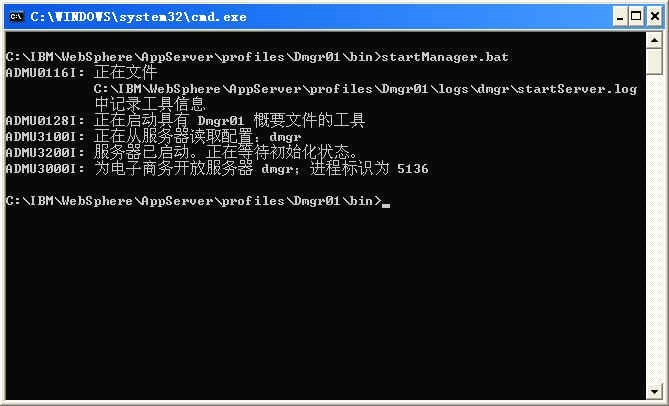 C:\WINDOWS\system32\cmd.exe
C:\IBM\WebSphere\AppServer\profiles\Dmgr01\bin>startManager.bat
ADMU0116I: 正在文件
C:\IBM\WebSphere\AppServer\profiles\Dmgr01\logs\dmgr\startServer.log
中记录工具信息
ADMU0128I: 正在启动具有 Dmgr01 概要文件的工具
ADMU3100I: 正在从服务器读取配置: dmgr
ADMU3200I: 服务器已启动。正在等待初始化状态。
ADMU3000I: 为电子商务开放服务器 dmgr; 进程标识为 5136
C:\IBM\WebSphere\AppServer\profiles\Dmgr01\bin>_